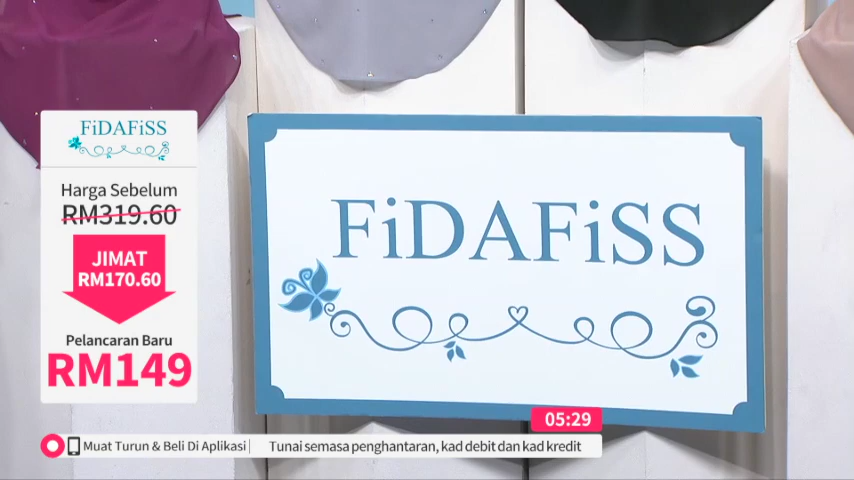 FiDAFiSS
Harga Sebelum
RM319.60
JIMAT
RM170.60
Pelancaran Baru
RM149
FiDAFiSS
05:29
Muat Turun & Beli Di Aplikasi | Tunai semasa penghantaran, kad debit dan kad kredit